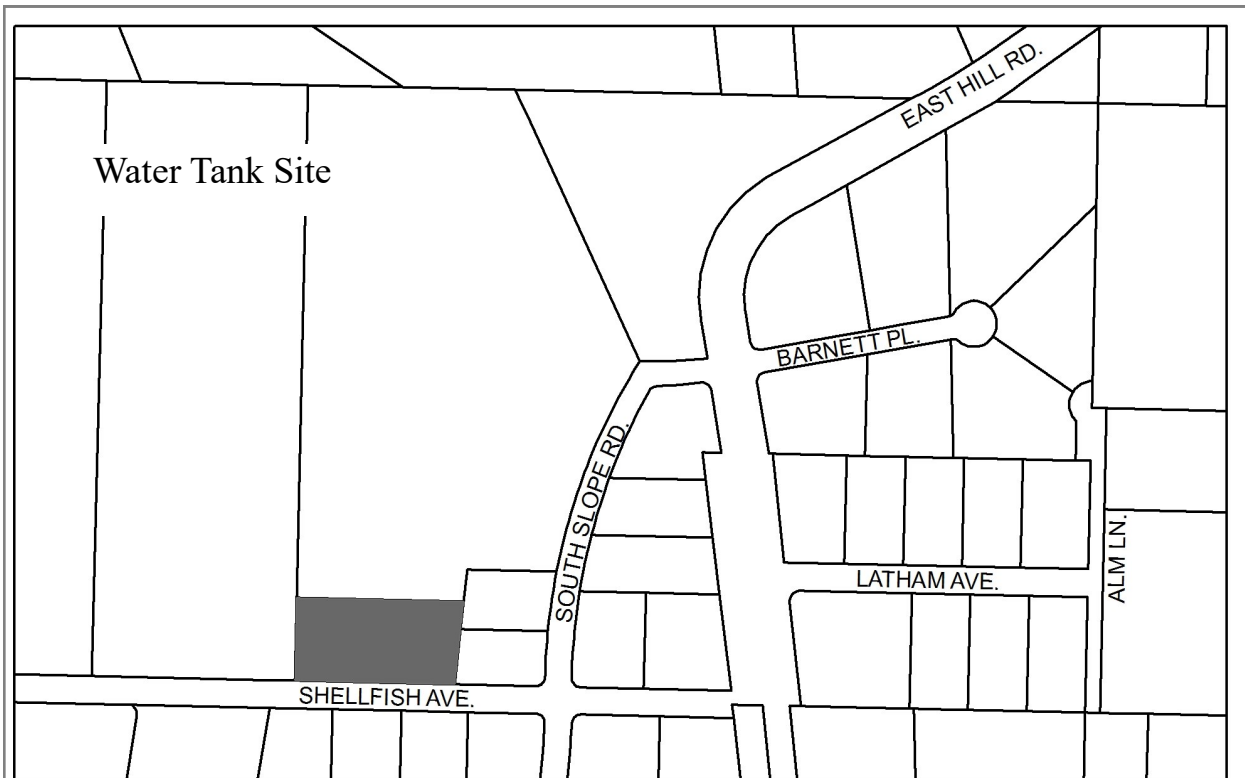 EAST HILL RD.
Water Tank Site
BARNETT PL.
SOUTH SLOPE RD.
LATHAM AVE.
ALM LN.
SHELLFISH AVE.